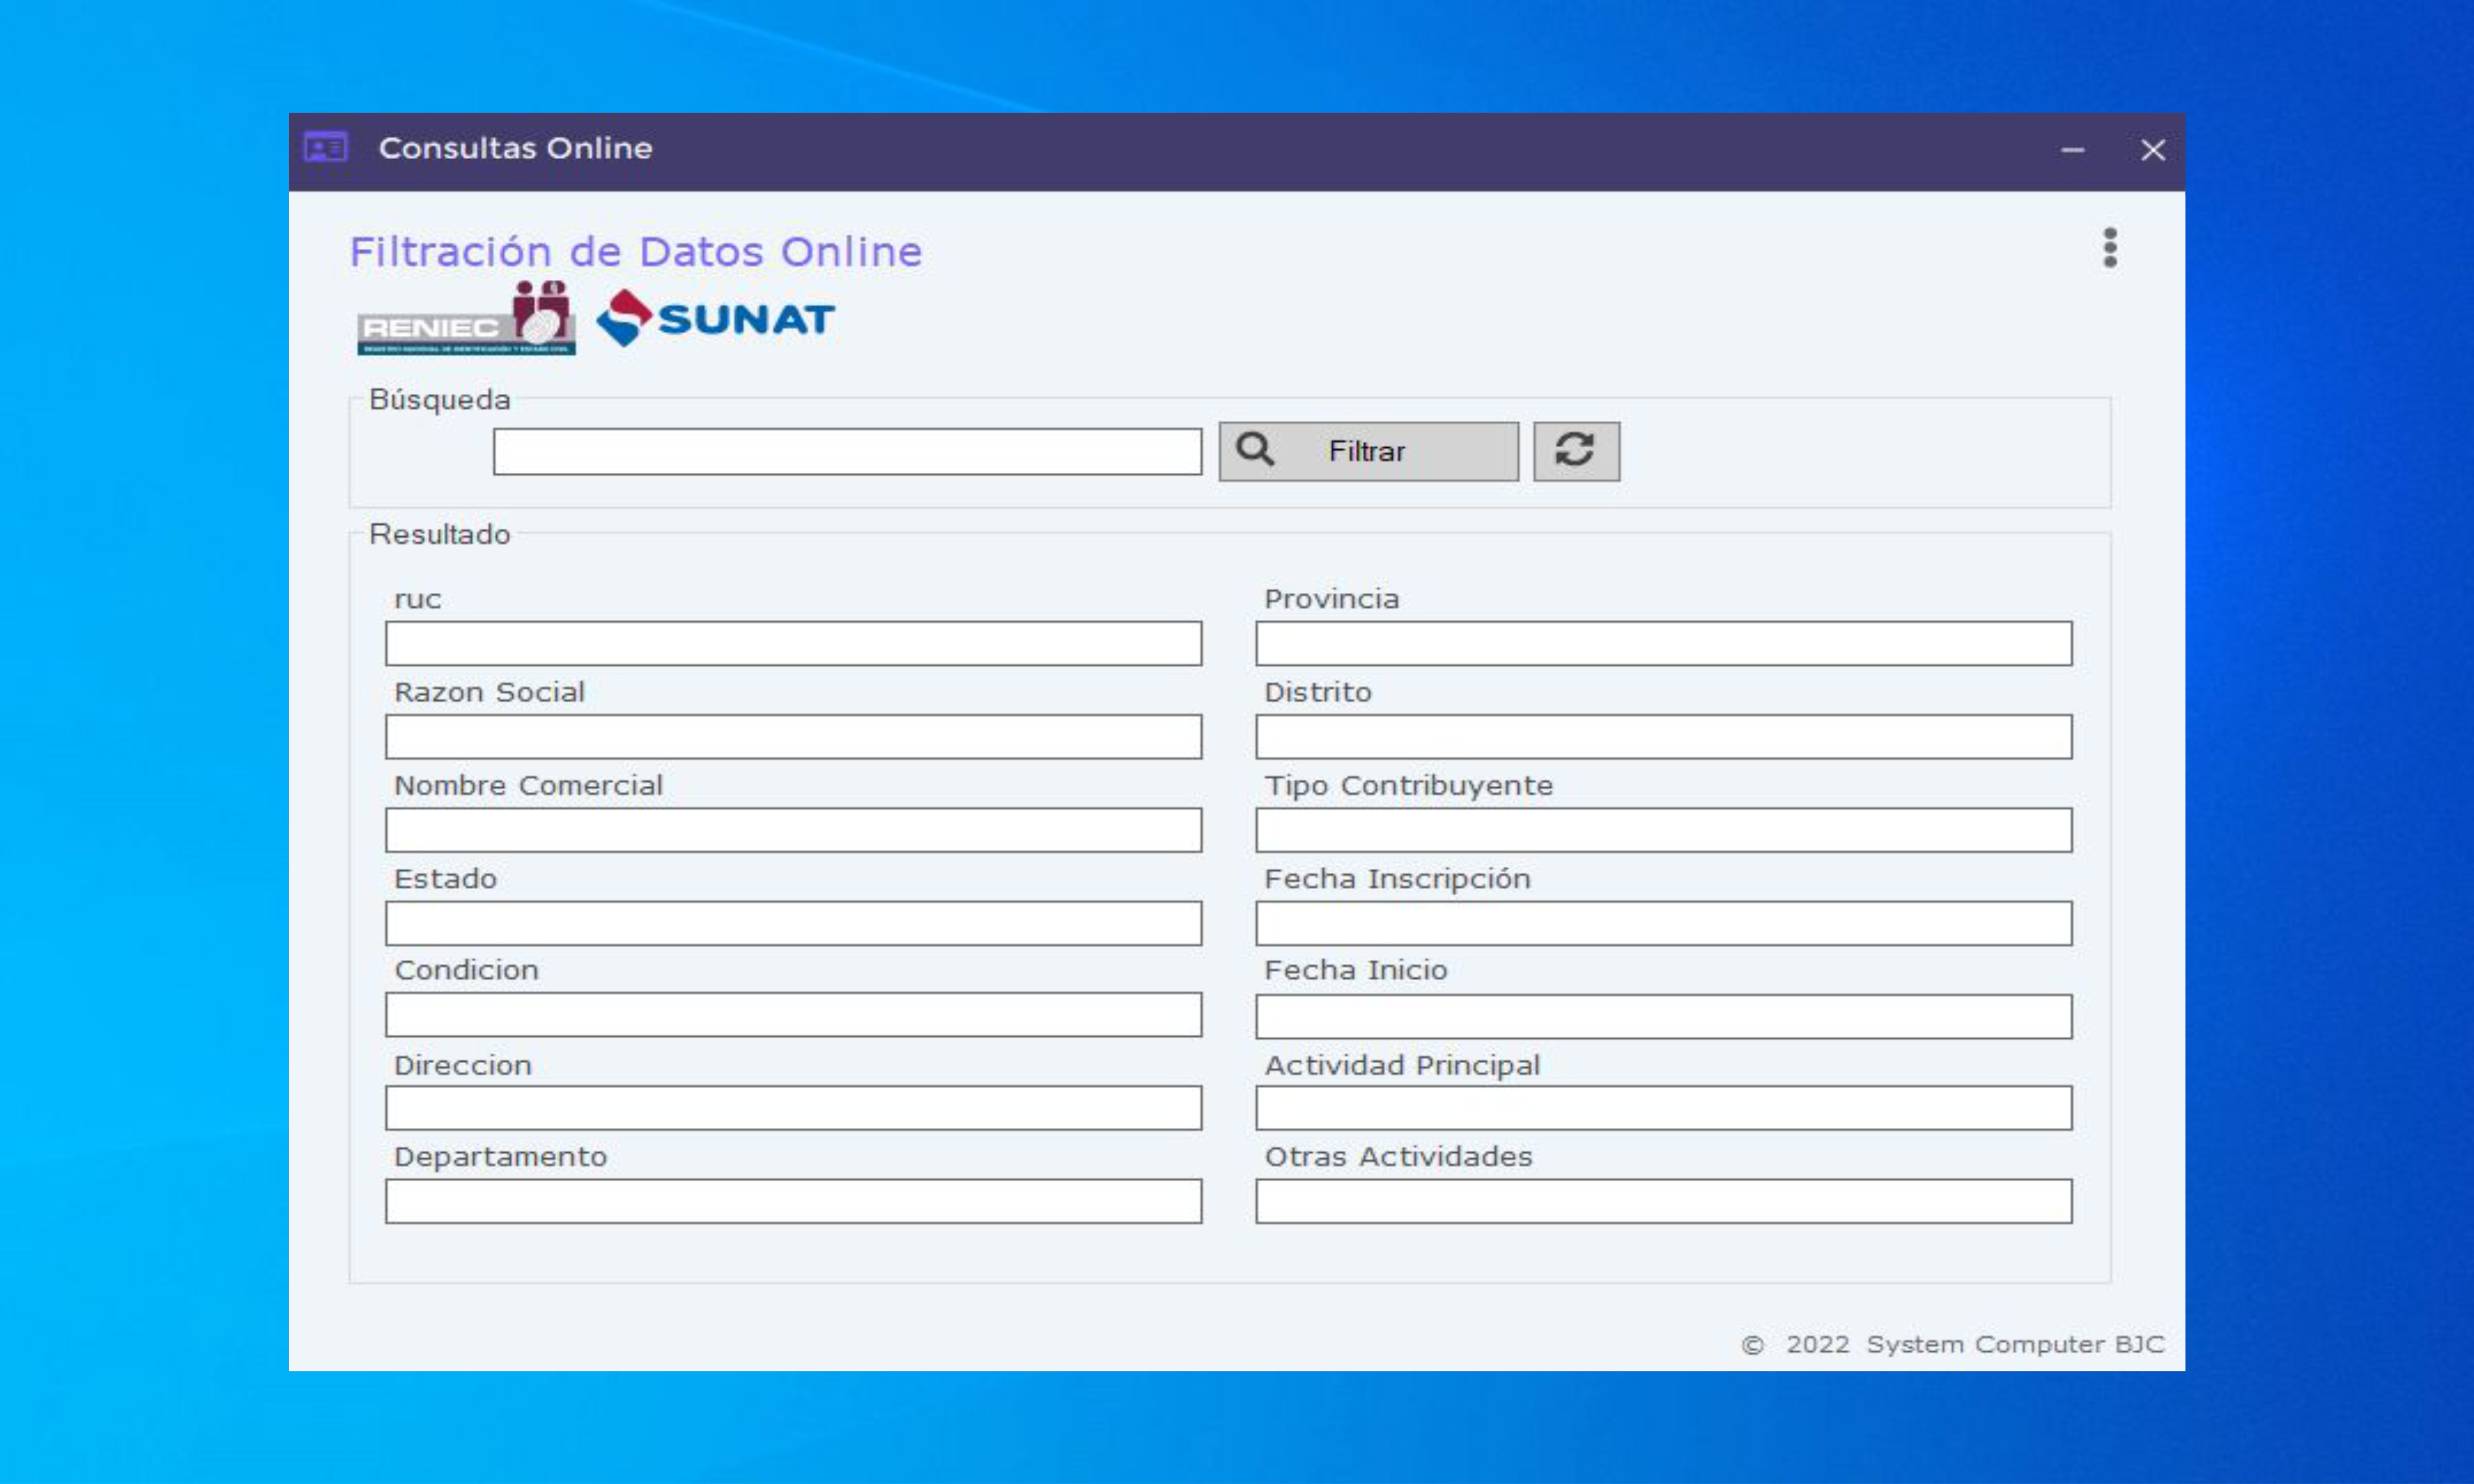 Consultas Online
Filtración de Datos Online
RENIEC
SUNAT
Búsqueda
Filtrar
Resultado
ruc
Provincia
Razon Social
Distrito
Nombre Comercial
Tipo Contribuyente
Estado
Fecha Inscripción
Condicion
Fecha Inicio
Direccion
Actividad Principal
Departamento
Otras Actividades
© 2022 System Computer BJC